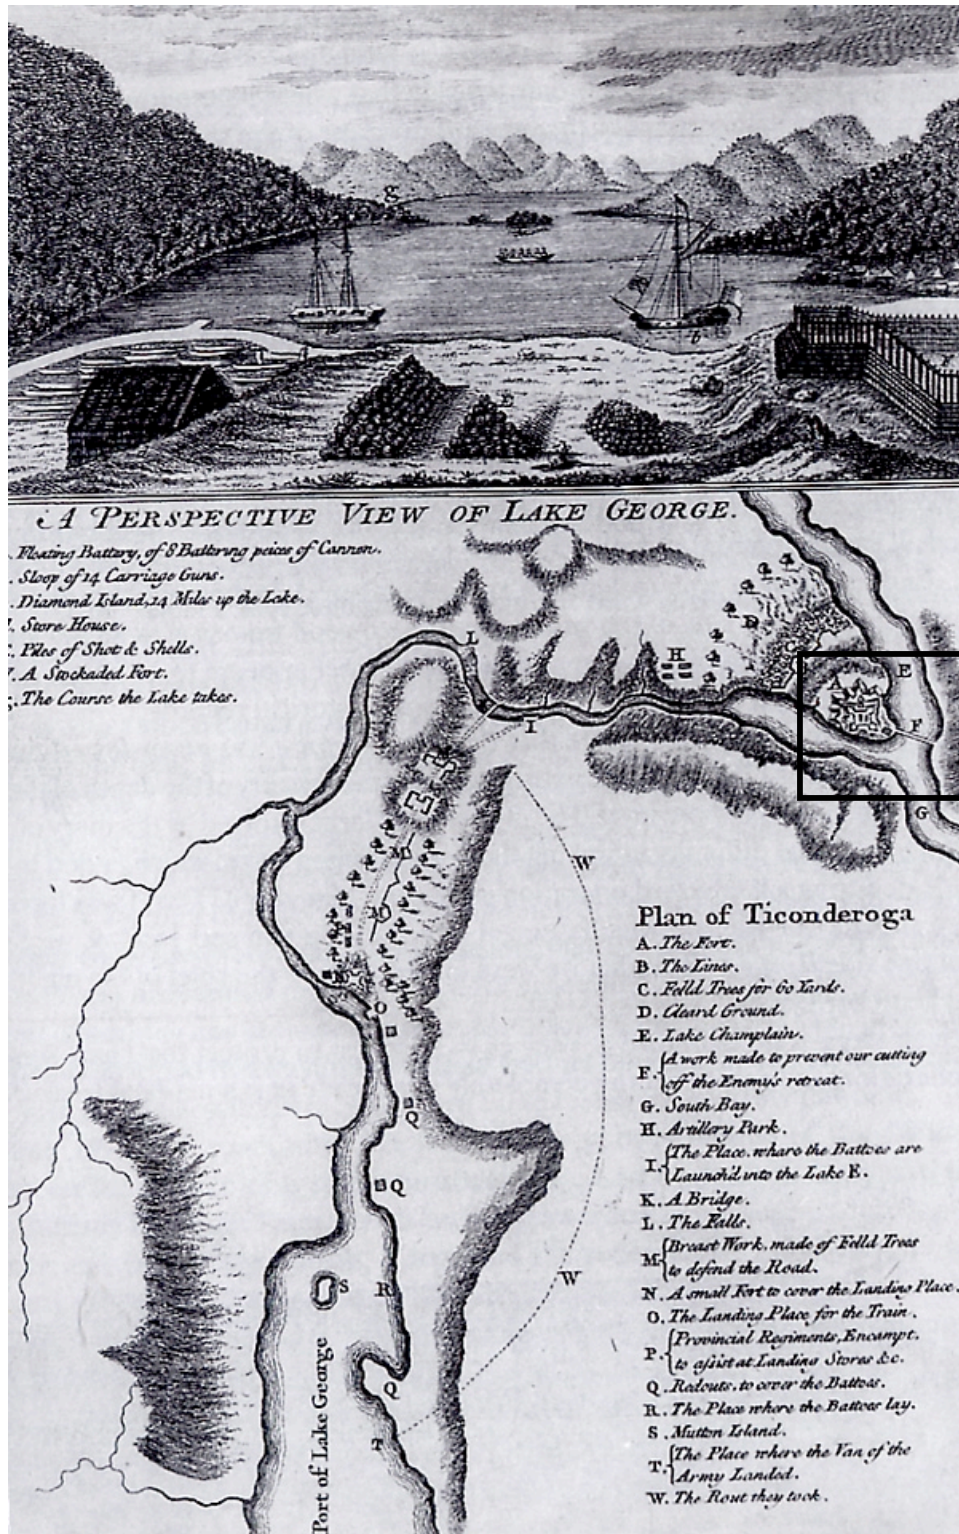 g
b
A PERSPECTIVE VIEW OF LAKE GEORGE.
. Floating Battery, of 8 Battering peices of Cannon.
. Sloop of 14 Carriage Guns.
. Diamond Island, 14 Miles up the Lake.
. Store House.
. Piles of Shot & Shells.
. A Stockaded Fort.
. The Course the Lake takes.
L
H
D
C
A
E
F
I
G
M
W
M
N
O
Q
Q
S
R
W
Q
T
Port of Lake George
Plan of Ticonderoga
A. The Fort.
B. The Lines.
C. Felld Trees for 60 Yards.
D. Cleard Ground.
E. Lake Champlain.
F. A work made to prevent our cutting
off the Enemy's retreat.
G. South Bay.
H. Artillery Park.
I. The Place whare the Battoes are
Launch'd into the Lake E.
K. A Bridge.
L. The Falls.
M Breast Work, made of Felld Trees
to defend the Road.
N. A small Fort to cover the Landing Place.
O. The Landing Place for the Train.
P. Provincial Regiments, Encampt.
to assist at Landing Stores &c.
Q. Redouts, to cover the Battoes.
R. The Place where the Battoes lay.
S. Mutton Island.
T. The Place where the Van of the
Army Landed.
W. The Rout they took.